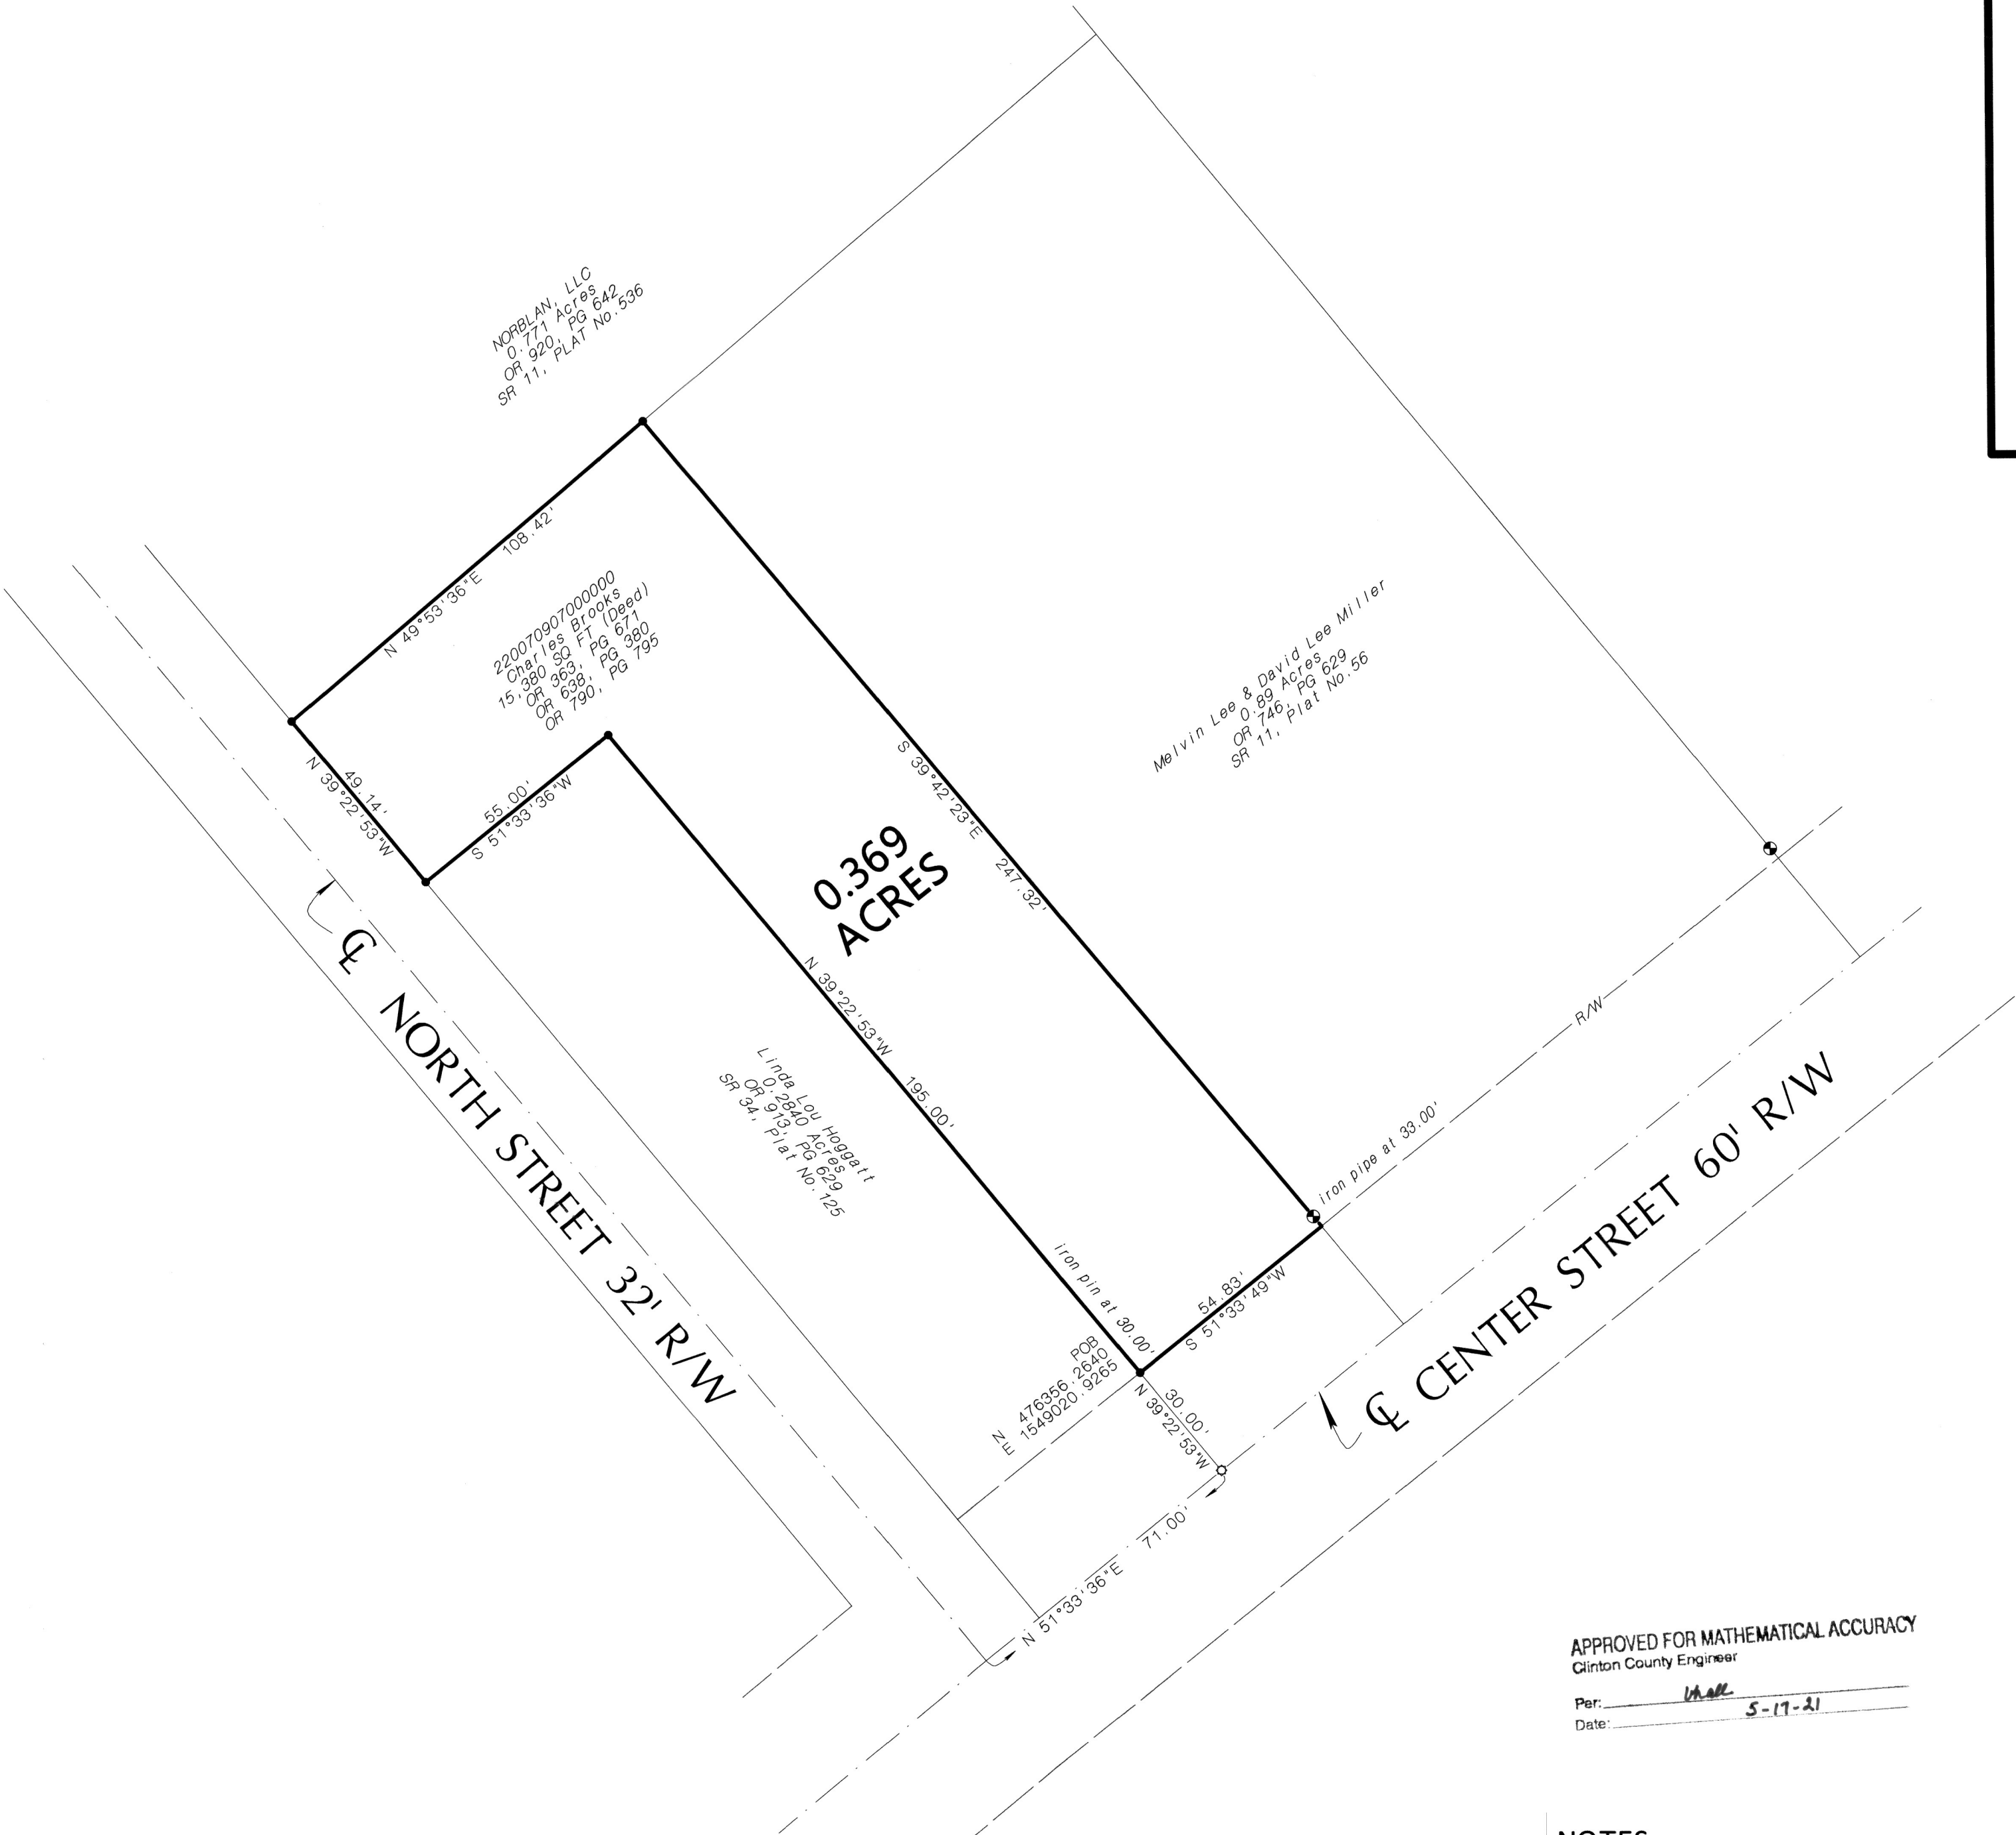 NORBLAN, LLC
0.771 Acres
OR 920, PG 642
SR 11, PLAT No.536
N 49°53'36"E 108.42'
220070907000000
Charles Brooks
15,380 SQ FT (Deed)
OR 363, PG 671
OR 638, PG 380
OR 790, PG 795
49.14'
N 39°22'53"W
55.00'
S 51°33'36"W
S 39°42'23"E 247.32'
Melvin Lee & David Lee Miller
0.89 Acres
OR 746, PG 629
SR 11, Plat No.56
0.369
ACRES
N 39°22'53"W 195.00'
Linda Lou Hoggatt
0.2840 Acres
OR 913, PG 629
SR 34, Plat No.125
℄ NORTH STREET 32' R/W
R/W
iron pipe at 33.00'
iron pin at 30.00'
54.83'
S 51°33'49"W
POB
N 476356.2640
E 1549020.9265
30.00'
N 39°22'53"W
℄ CENTER STREET 60' R/W
N 51°33'36"E 71.00'
APPROVED FOR MATHEMATICAL ACCURACY
Clinton County Engineer
Per:
Date: 5-17-21
NOTES